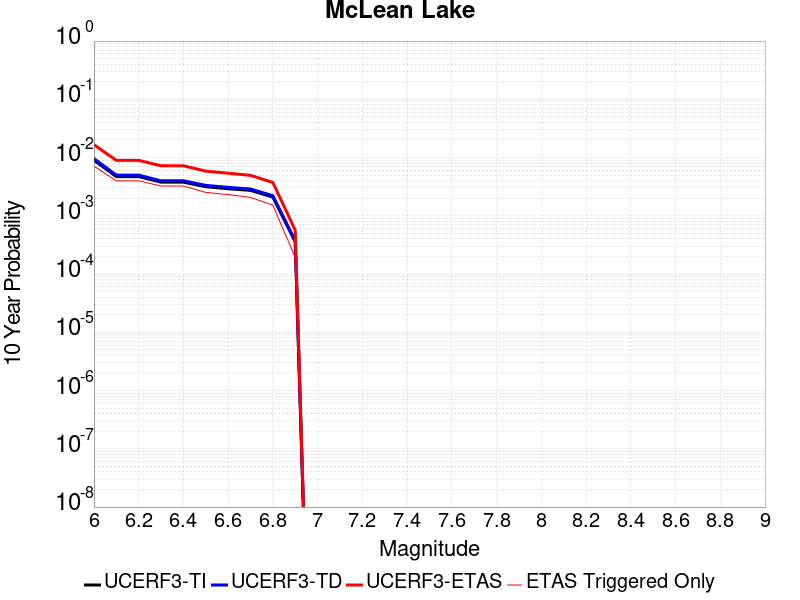 McLean Lake
10 0
10 -1
10 -2
10 -3
10 -4
10 -5
10 -6
10 -7
10 -8
10 Year Probability
6 6.2 6.4 6.6 6.8 7 7.2 7.4 7.6 7.8 8 8.2 8.4 8.6 8.8 9
Magnitude
UCERF3-TI UCERF3-TD UCERF3-ETAS ETAS Triggered Only